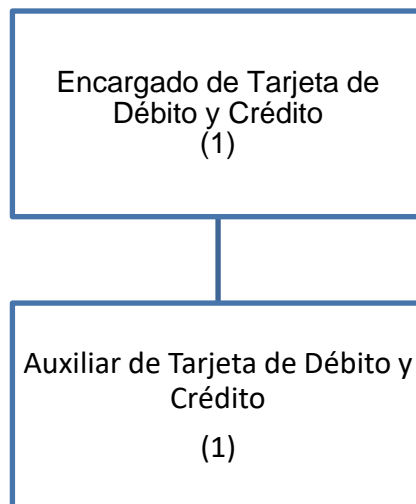 Encargado de Tarjeta de
Débito y Crédito
(1)
Auxiliar de Tarjeta de Débito y
Crédito
(1)